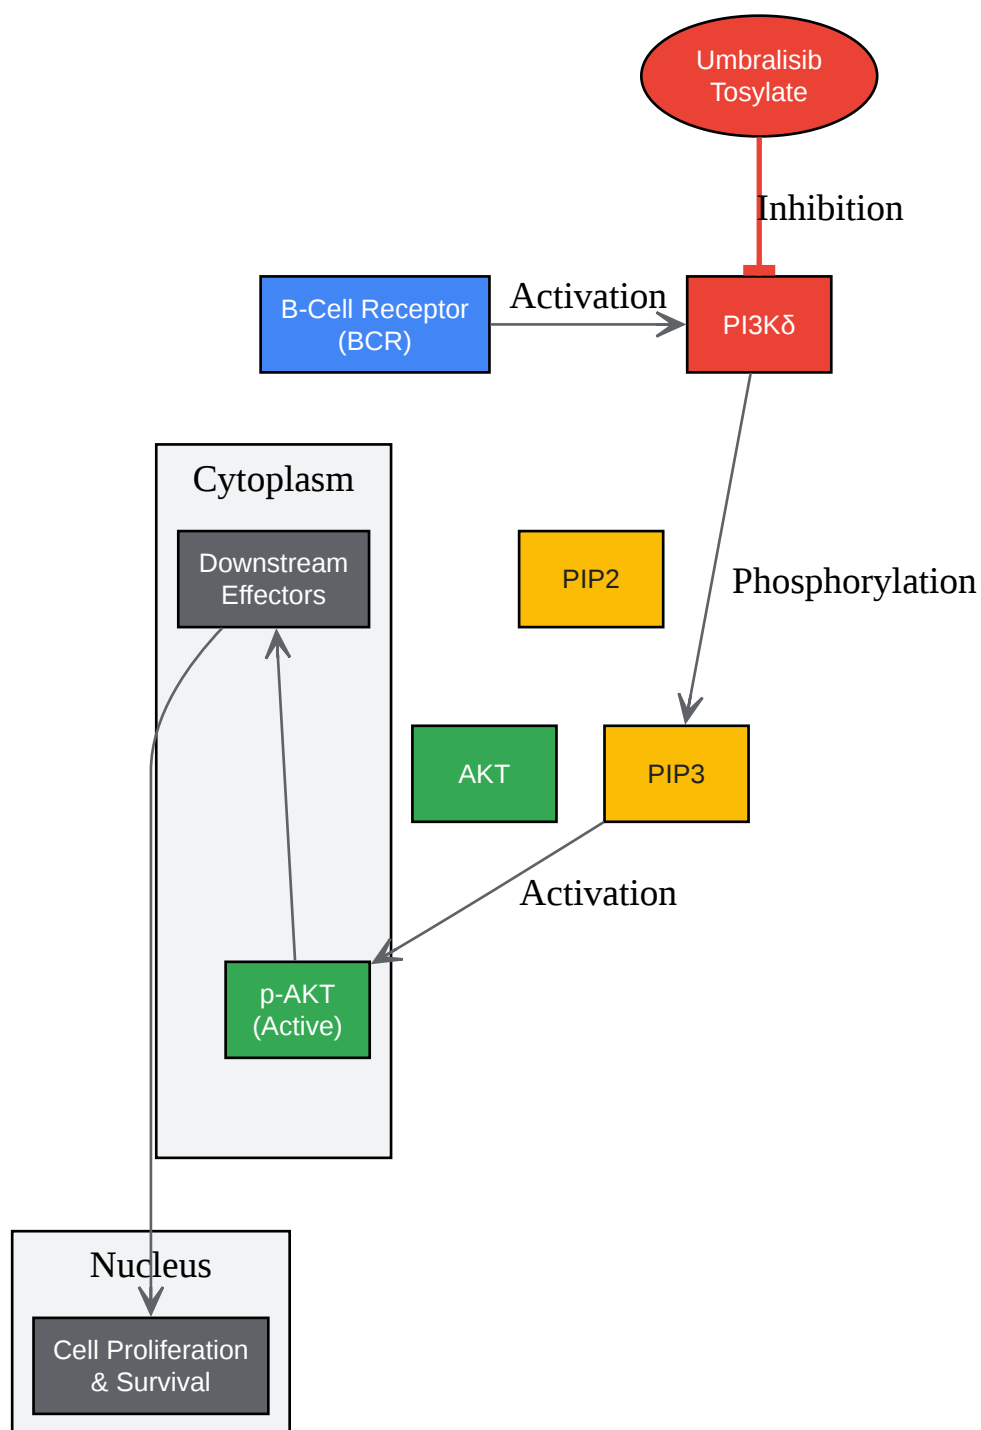 Umbralisib
Tosylate
Inhibition
B-Cell Receptor
(BCR)
Activation
PI3Kδ
Cytoplasm
Downstream
Effectors
PIP2
Phosphorylation
AKT
PIP3
Activation
p-AKT
(Active)
Nucleus
Cell Proliferation
& Survival